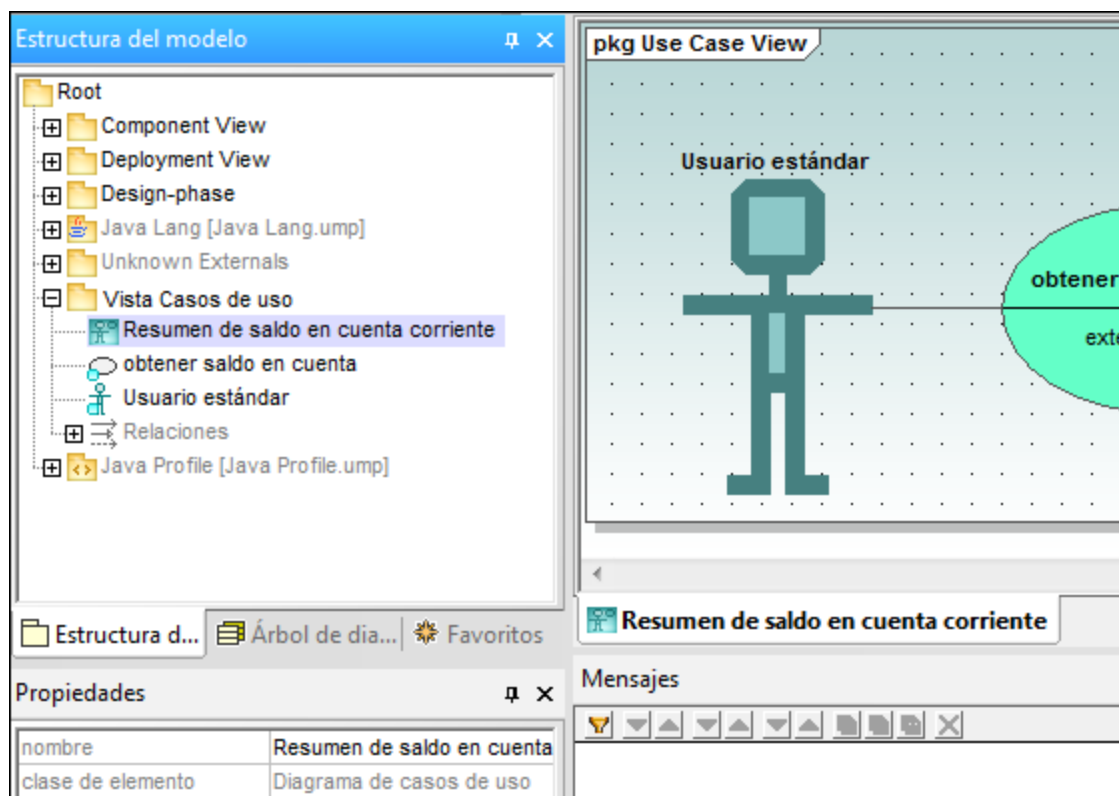 Estructura del modelo
Root
Component View
Deployment View
Design-phase
Java Lang [Java Lang.ump]
Unknown Externals
Vista Casos de uso
Resumen de saldo en cuenta corriente
obtener saldo en cuenta
Usuario estándar
Relaciones
Java Profile [Java Profile.ump]
Estructura d... Árbol de dia... Favoritos
Propiedades
nombre Resumen de saldo en cuenta
clase de elemento Diagrama de casos de uso
pkg Use Case View
Usuario estándar
obtener
exte
Resumen de saldo en cuenta corriente
Mensajes